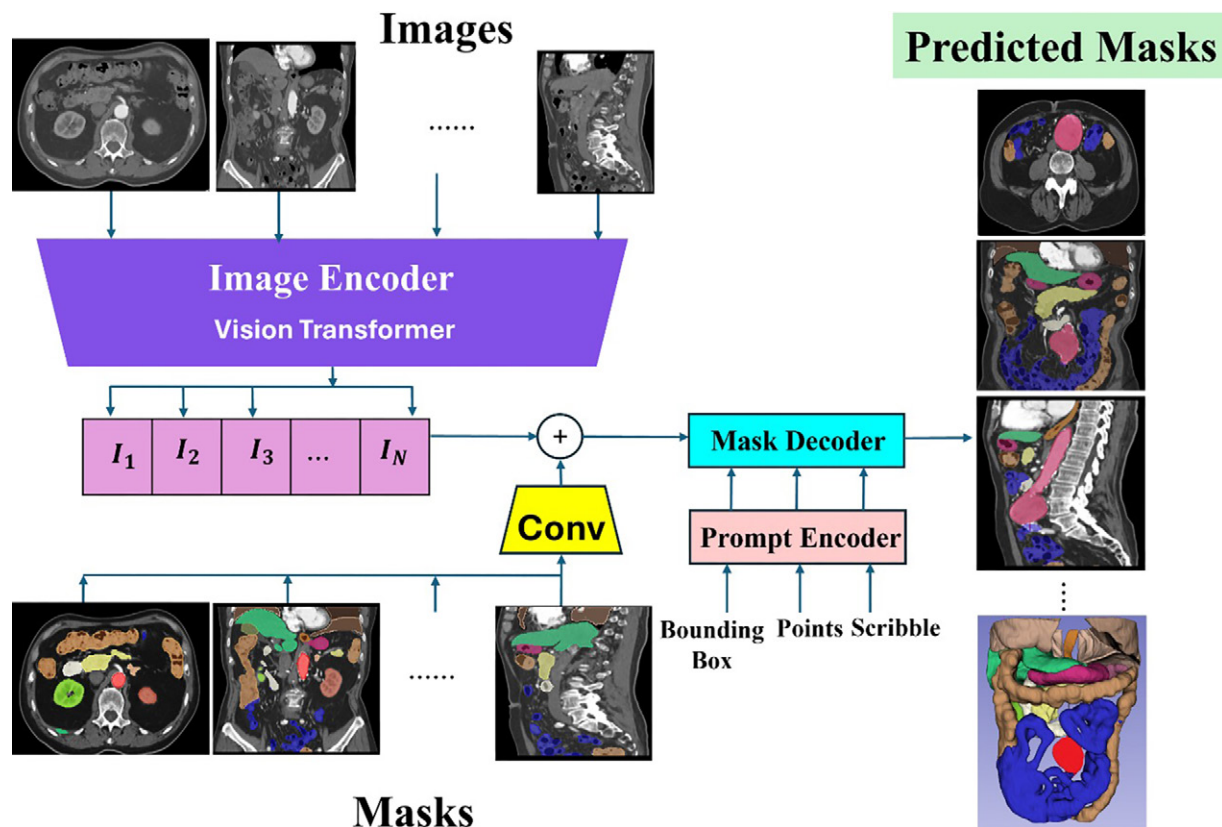 Images
Predicted Masks
......
Image Encoder
Vision Transformer
I₁ I₂ I₃ ... I_N
+
Mask Decoder
Conv
Prompt Encoder
Bounding
Box
Points
Scribble
......
Masks